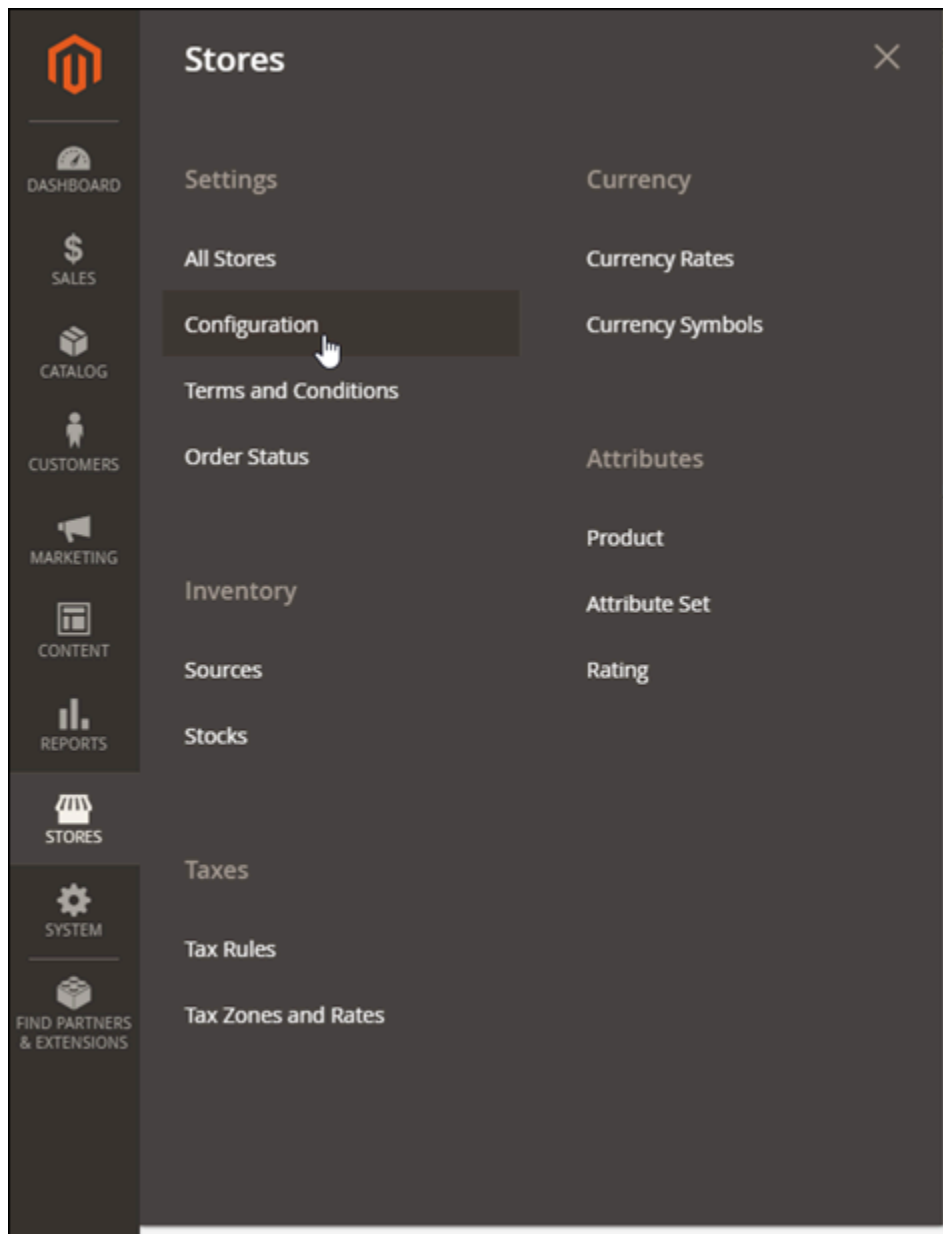 DASHBOARD
SALES
CATALOG
CUSTOMERS
MARKETING
CONTENT
REPORTS
STORES
SYSTEM
FIND PARTNERS
& EXTENSIONS
Stores
Settings
All Stores
Configuration
Terms and Conditions
Order Status
Inventory
Sources
Stocks
Taxes
Tax Rules
Tax Zones and Rates
Currency
Currency Rates
Currency Symbols
Attributes
Product
Attribute Set
Rating